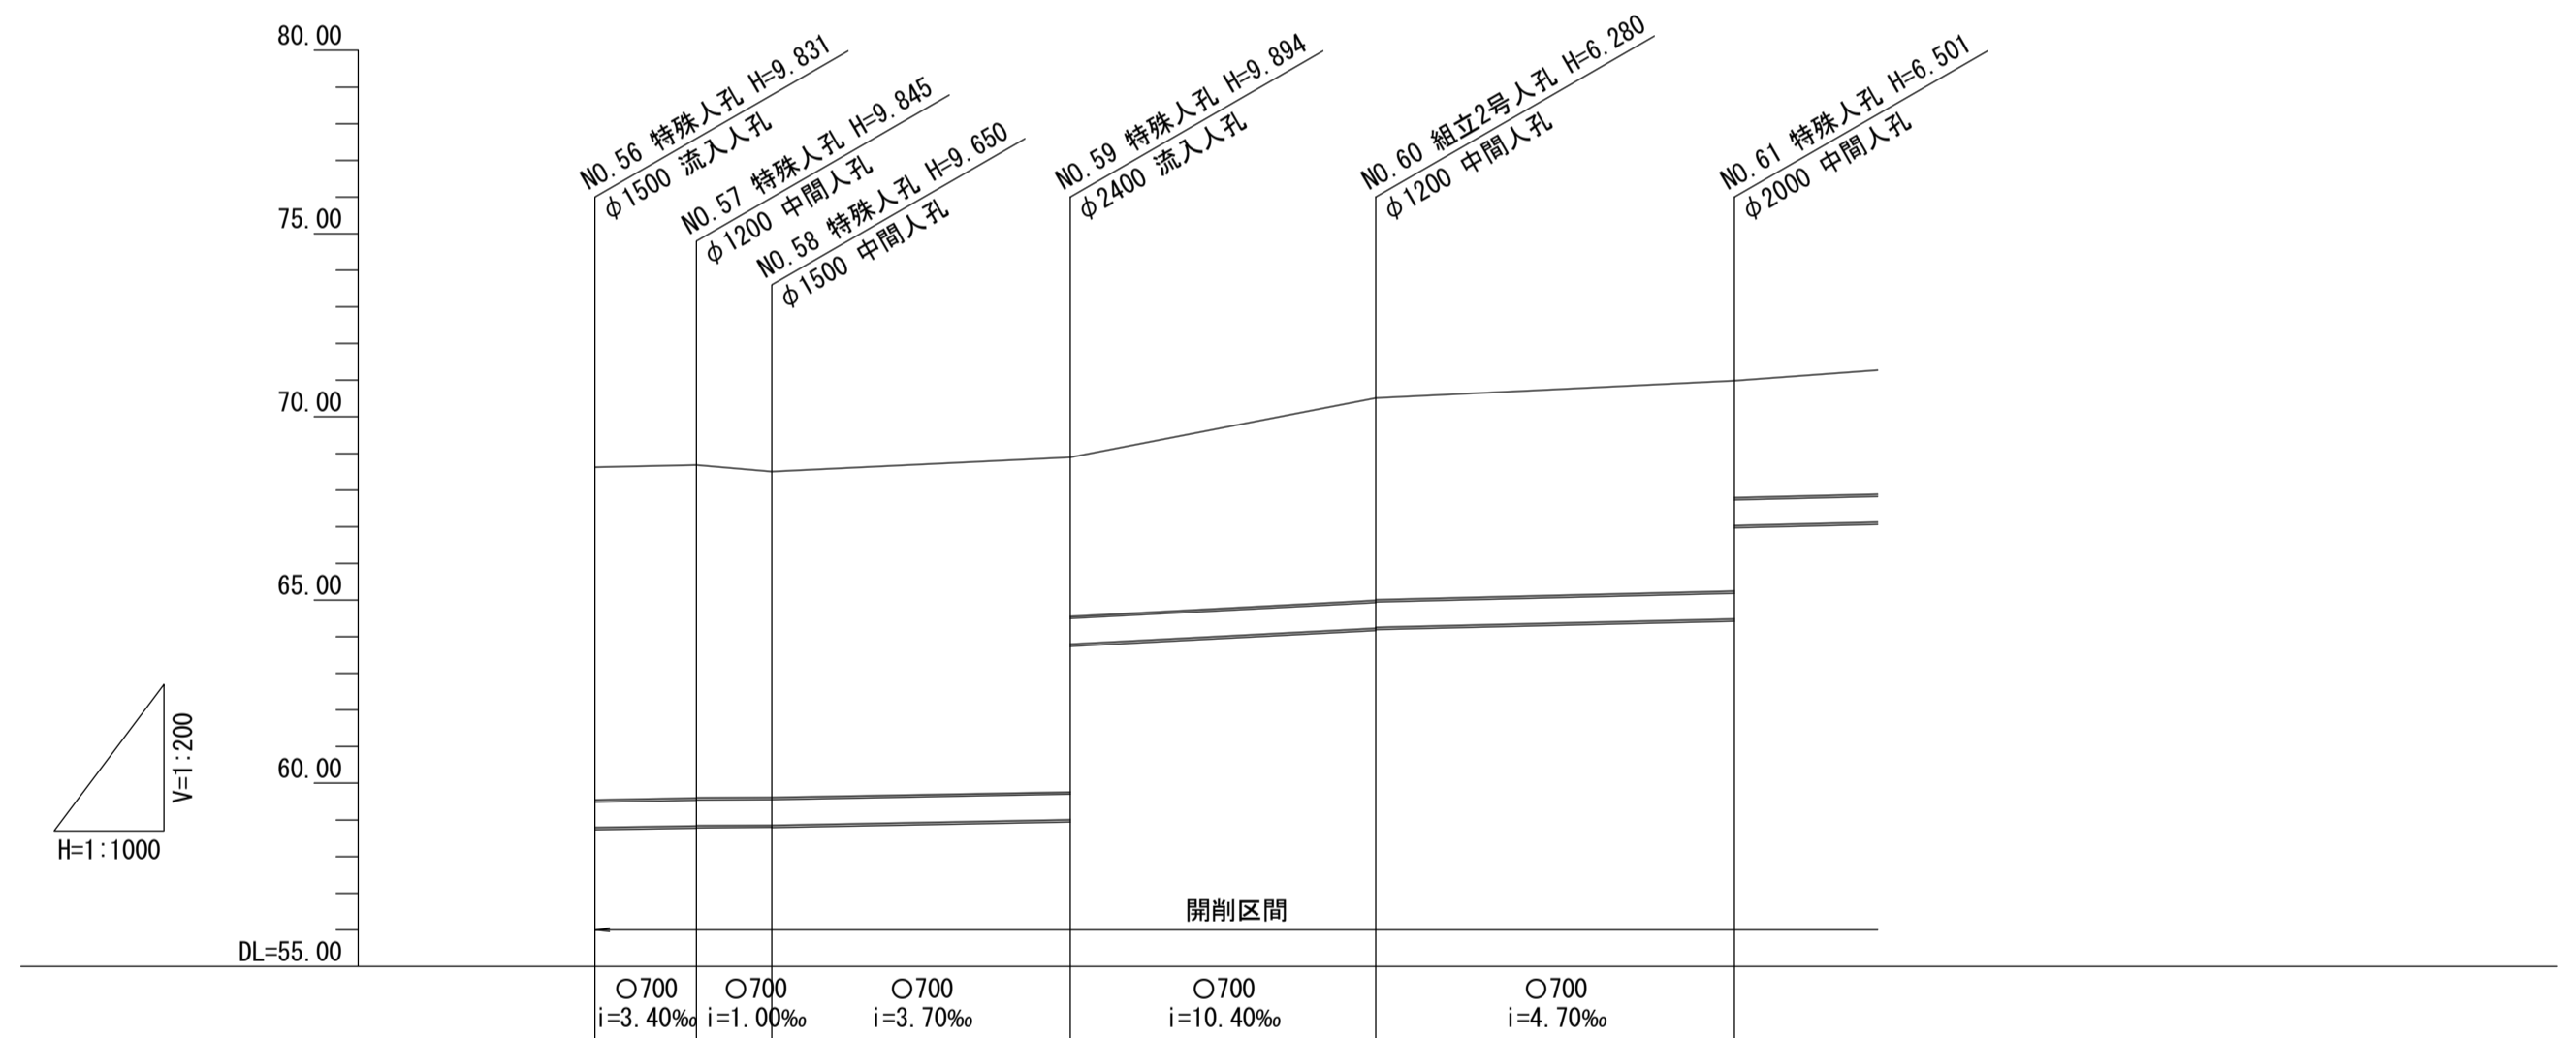 80.00
75.00
70.00
65.00
60.00
DL=55.00
V=1:200
H=1:1000
NO.56 特殊人孔 H=9.831
φ1500 流入人孔
NO.57 特殊人孔 H=9.845
φ1200 中間人孔
NO.58 特殊人孔 H=9.650
φ1500 中間人孔
NO.59 特殊人孔 H=9.894
φ2400 流入人孔
NO.60 組立2号人孔 H=6.280
φ1200 中間人孔
NO.61 特殊人孔 H=6.501
φ2000 中間人孔
開削区間
○700
i=3.40‰
○700
i=1.00‰
○700
i=3.70‰
○700
i=10.40‰
○700
i=4.70‰